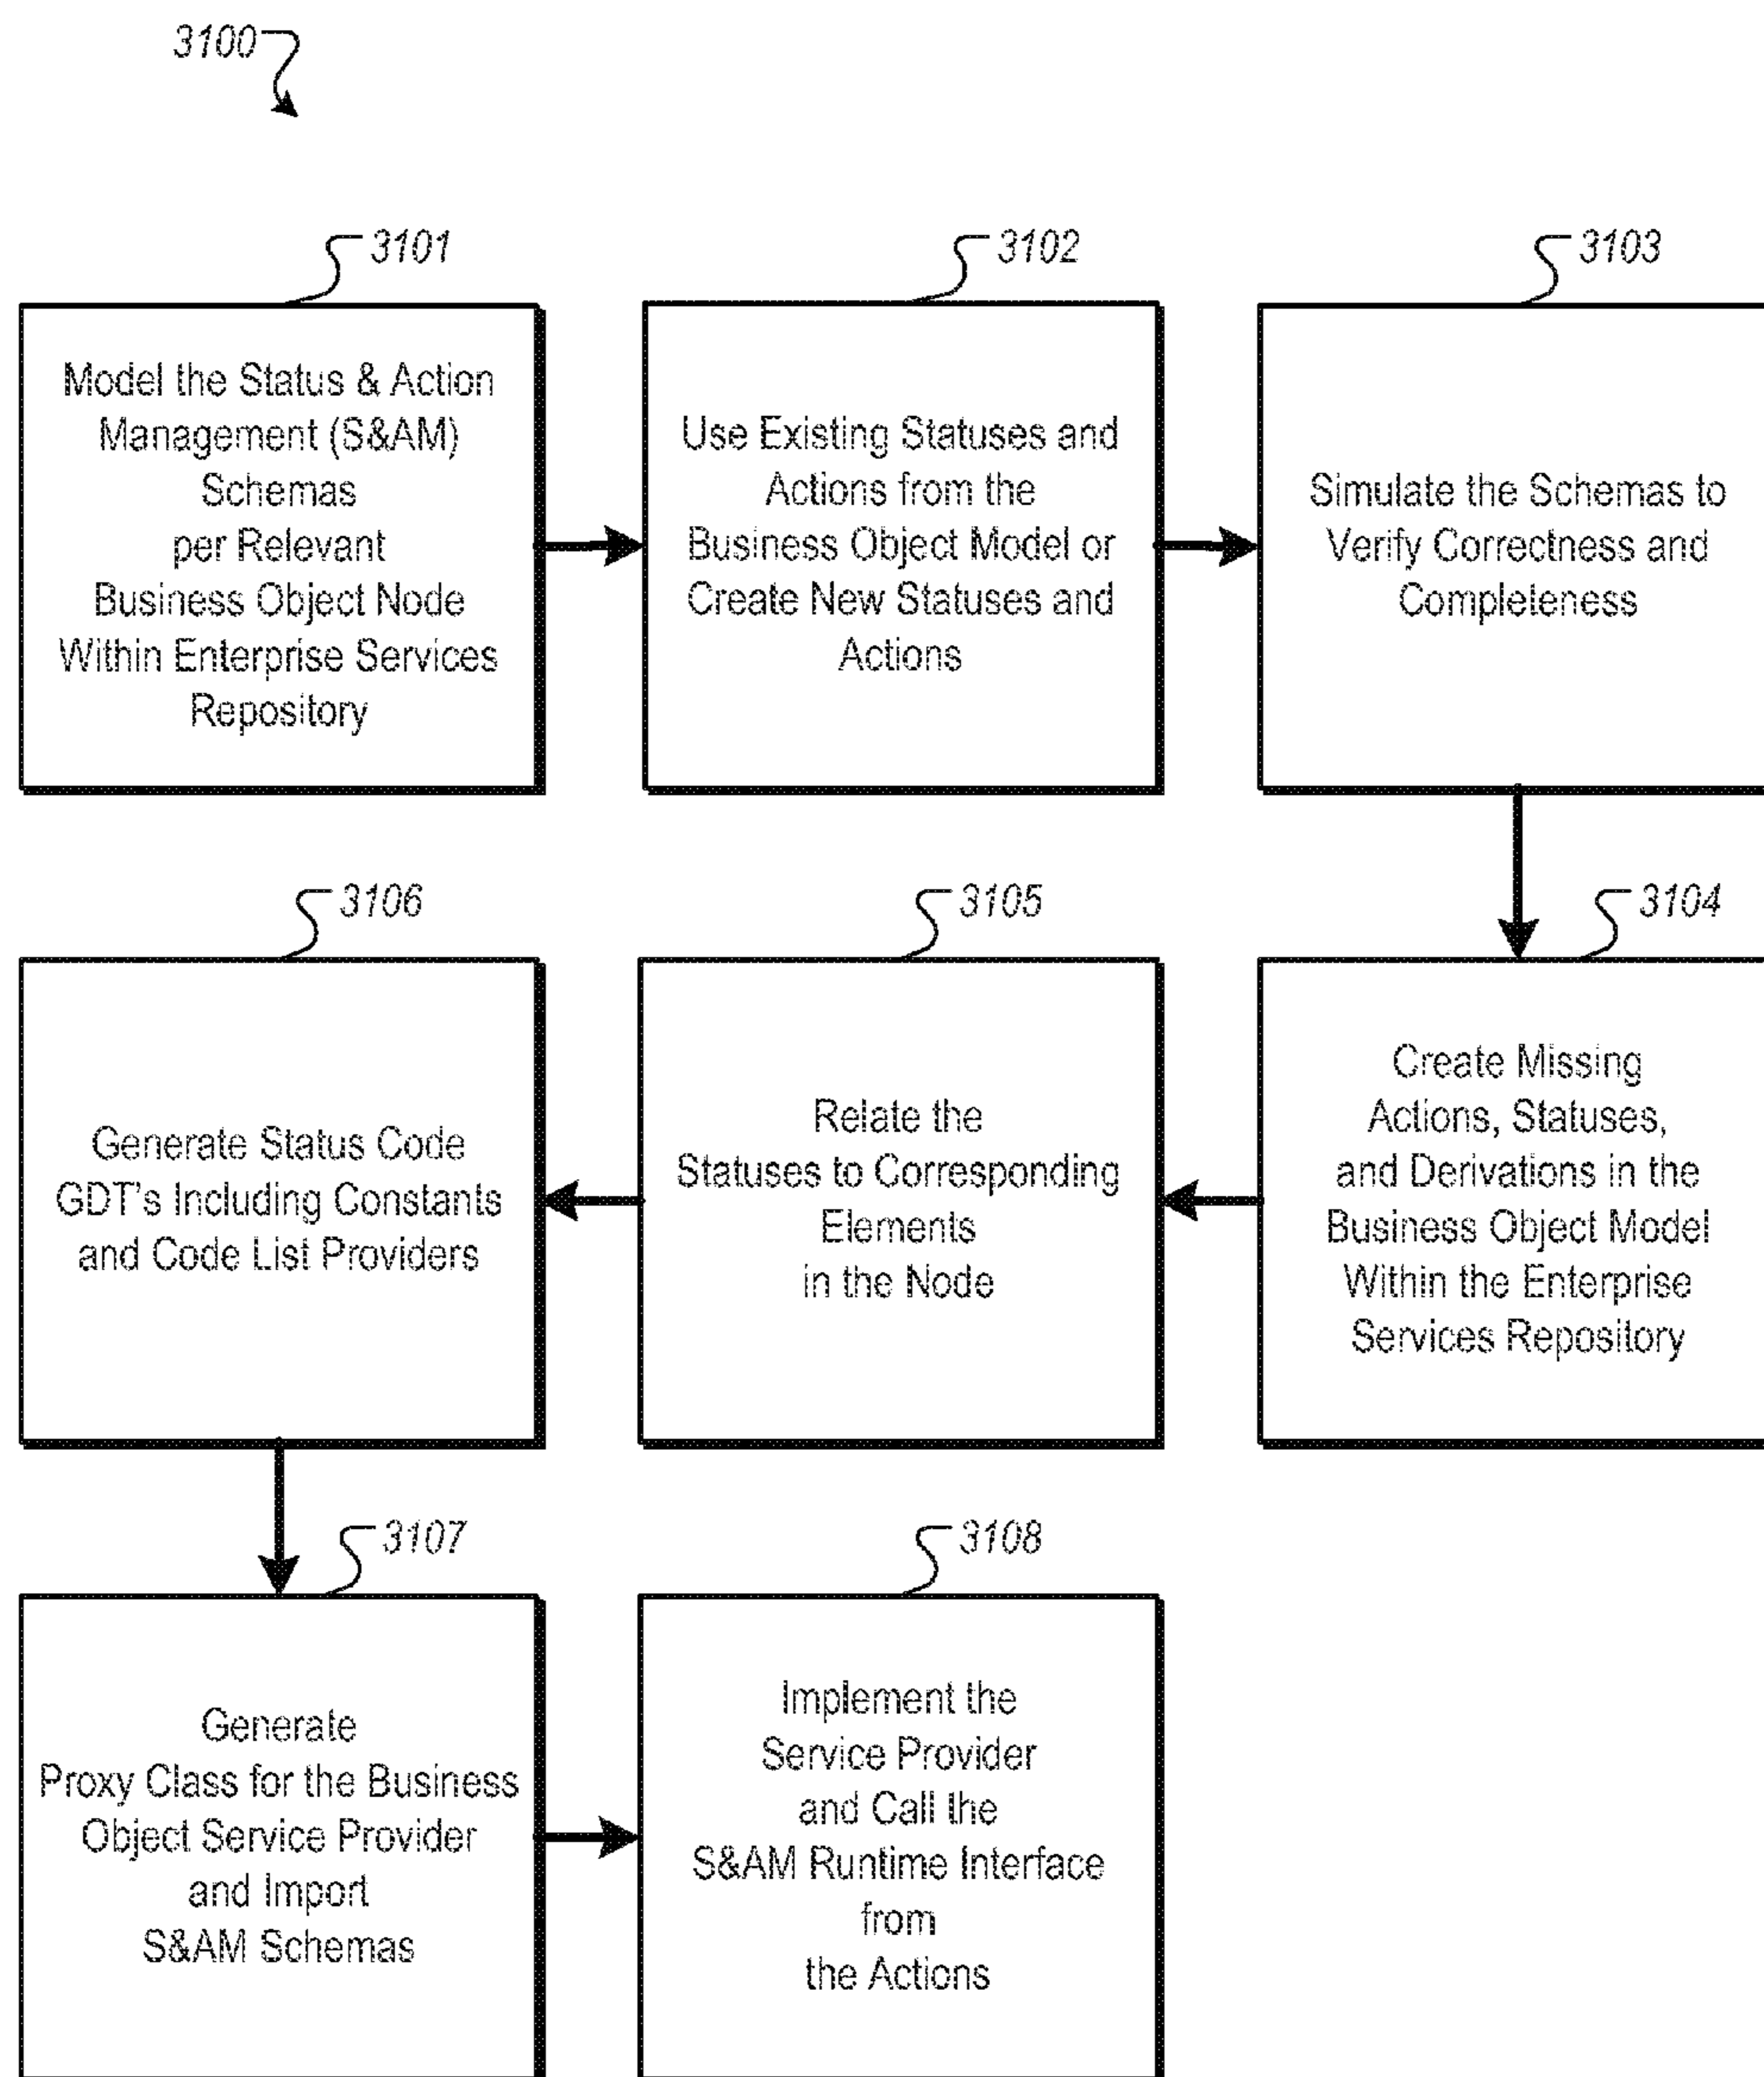 3100
3101
Model the Status & Action
Management (S&AM)
Schemas
per Relevant
Business Object Node
Within Enterprise Services
Repository
3102
Use Existing Statuses and
Actions from the
Business Object Model or
Create New Statuses and
Actions
3103
Simulate the Schemas to
Verify Correctness and
Completeness
3104
Create Missing
Actions, Statuses,
and Derivations in the
Business Object Model
Within the Enterprise
Services Repository
3105
Relate the
Statuses to Corresponding
Elements
in the Node
3106
Generate Status Code
GDT's Including Constants
and Code List Providers
3107
Generate
Proxy Class for the Business
Object Service Provider
and Import
S&AM Schemas
3108
Implement the
Service Provider
and Call the
S&AM Runtime Interface
from
the Actions